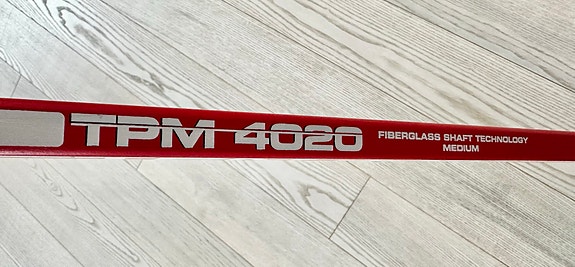 TPM 4020
FIBERGLASS SHAFT TECHNOLOGY
MEDIUM